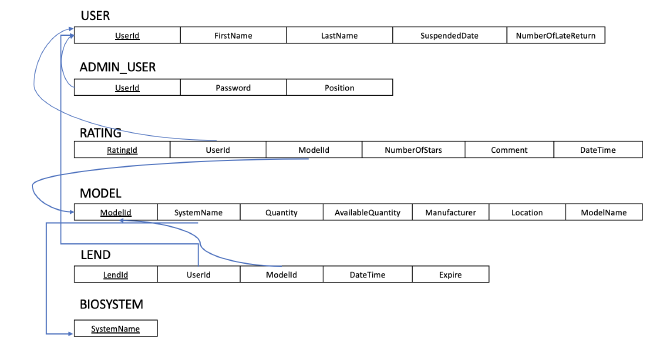 USER
UserId FirstName LastName SuspendedDate NumberOfLateReturn
ADMIN_USER
UserId Password Position
RATING
RatingId UserId ModelId NumberOfStars Comment DateTime
MODEL
ModelId SystemName Quantity AvailableQuantity Manufacturer Location ModelName
LEND
LendId UserId ModelId DateTime Expire
BIOSYSTEM
SystemName